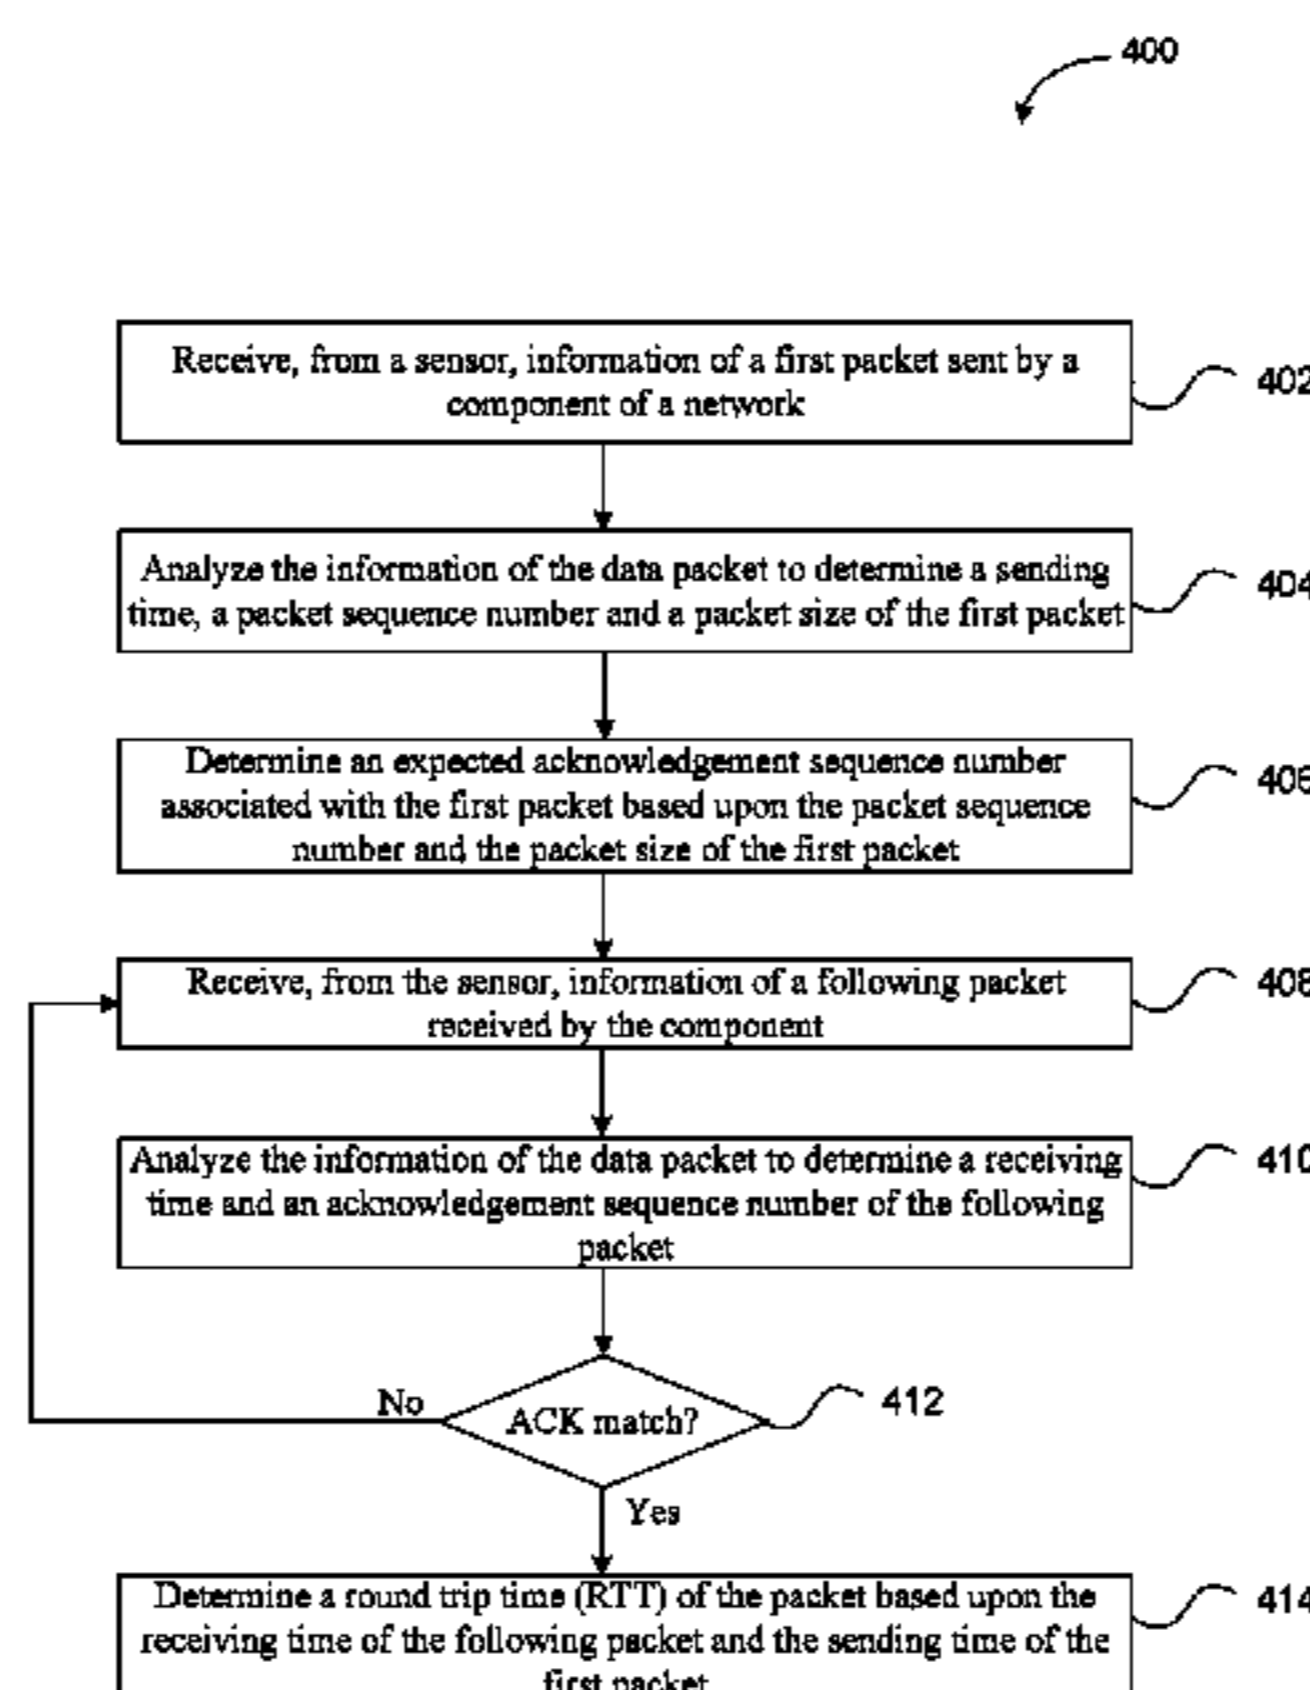 400
Receive, from a sensor, information of a first packet sent by a
component of a network
402
Analyze the information of the data packet to determine a sending
time, a packet sequence number and a packet size of the first packet
404
Determine an expected acknowledgement sequence number
associated with the first packet based upon the packet sequence
number and the packet size of the first packet
406
Receive, from the sensor, information of a following packet
received by the component
408
Analyze the information of the data packet to determine a receiving
time and an acknowledgement sequence number of the following
packet
410
No
ACK match?
412
Yes
Determine a round trip time (RTT) of the packet based upon the
receiving time of the following packet and the sending time of the
first packet
414